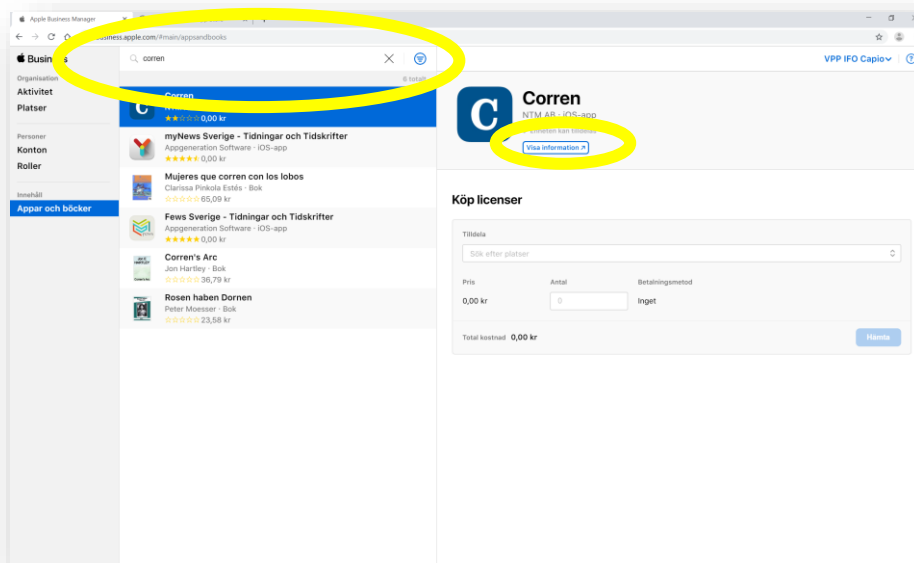 Apple Business Manager
business.apple.com/#main/appsandbooks
Business
corren
VPP IFO Capio
6 totalt
Organisation
Aktivitet
Platser
Personer
Konton
Roller
Innehåll
Appar och böcker
Corren
0,00 kr
myNews Sverige - Tidningar och Tidskrifter
Appgeneration Software · iOS-app
0,00 kr
Mujeres que corren con los lobos
Clarissa Pinkola Estés · Bok
65,09 kr
Fews Sverige - Tidningar och Tidskrifter
Appgeneration Software · iOS-app
0,00 kr
Corren's Arc
Jon Hartley · Bok
36,79 kr
Rosen haben Dornen
Peter Moesser · Bok
23,58 kr
C
C
Corren
NTM AB · iOS-app
Enheten kan tilldelas
Visa information
Köp licenser
Tilldela
Sök efter platser
Pris Antal Betalningsmetod
0,00 kr 0 Inget
Total kostnad 0,00 kr
Hämta